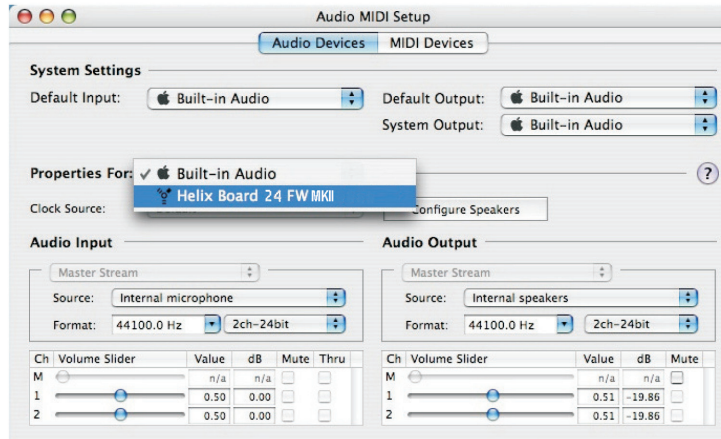 Audio MIDI Setup
Audio Devices MIDI Devices
System Settings
Default Input: Built-in Audio Default Output: Built-in Audio
System Output: Built-in Audio
Properties For: ✓ Built-in Audio ?
Helix Board 24 FW MKII
Clock Source: Configure Speakers
Audio Input Audio Output
Master Stream Master Stream
Source: Internal microphone Source: Internal speakers
Format: 44100.0 Hz 2ch-24bit Format: 44100.0 Hz 2ch-24bit
Ch Volume Slider Value dB Mute Thru Ch Volume Slider Value dB Mute
M n/a n/a M n/a n/a
1 0.50 0.00 1 0.51 -19.86
2 0.50 0.00 2 0.51 -19.86